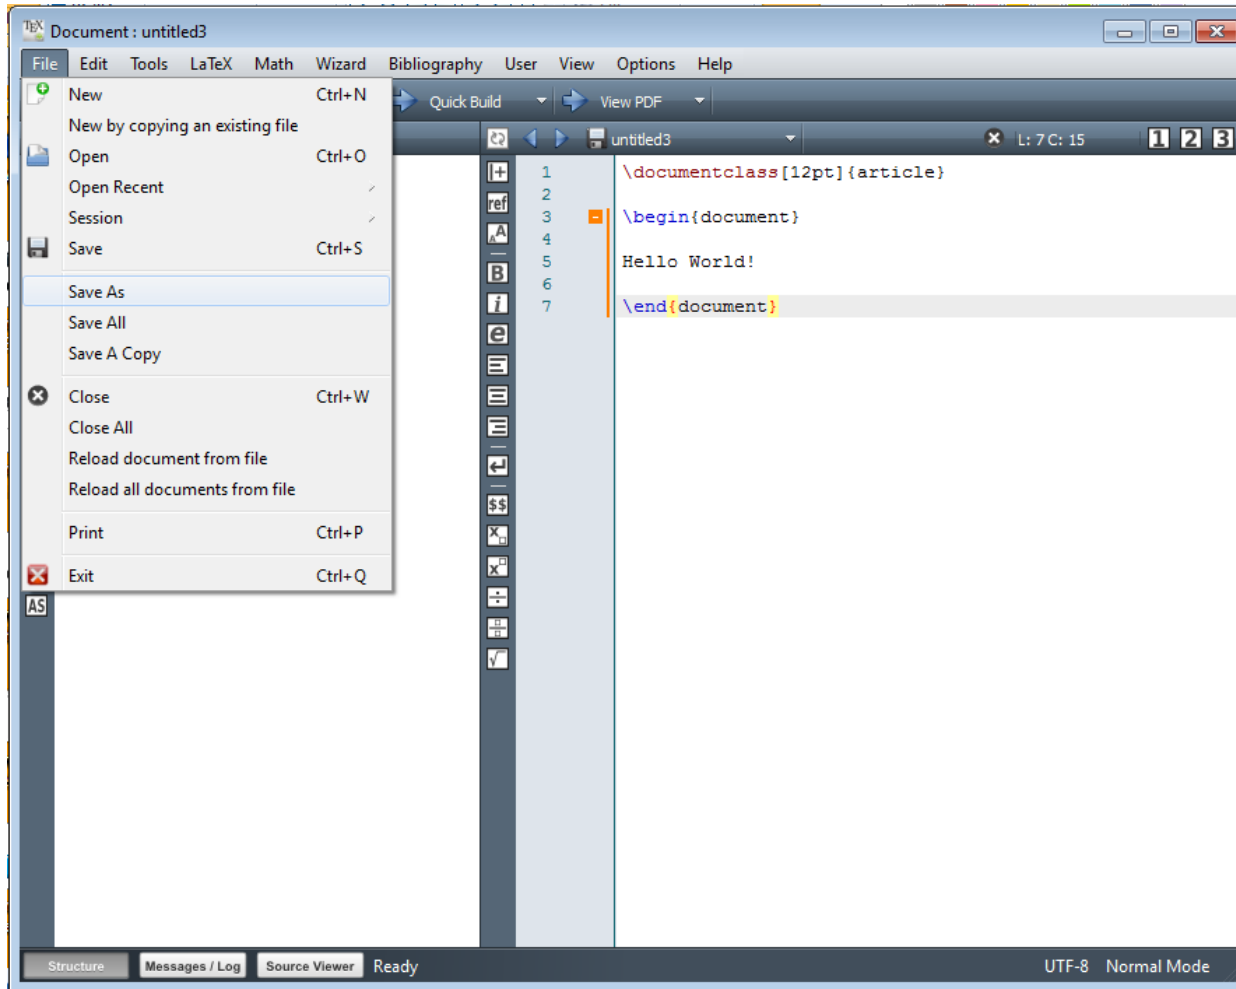 TEX Document : untitled3
File Edit Tools LaTeX Math Wizard Bibliography User View Options Help
Quick Build View PDF
untitled3 L: 7 C: 15 1 2 3
New Ctrl+N
New by copying an existing file
Open Ctrl+O
Open Recent
Session
Save Ctrl+S
Save As
Save All
Save A Copy
Close Ctrl+W
Close All
Reload document from file
Reload all documents from file
Print Ctrl+P
Exit Ctrl+Q
AS
ref
AA
B
i
e
$$
x
x
1 \documentclass[12pt]{article}
2
3 \begin{document}
4
5 Hello World!
6
7 \end{document}
Structure Messages / Log Source Viewer Ready UTF-8 Normal Mode